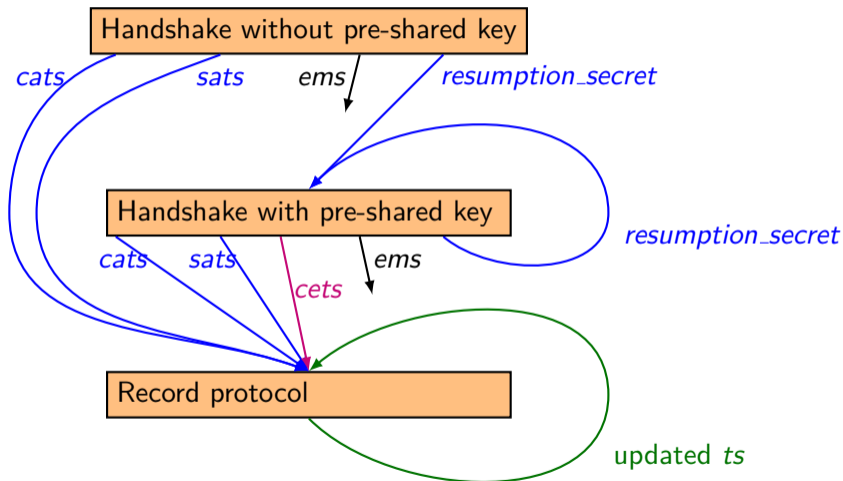 Handshake without pre-shared key
cats sats ems resumption_secret
Handshake with pre-shared key
resumption_secret
cats sats ems
cets
Record protocol
updated ts